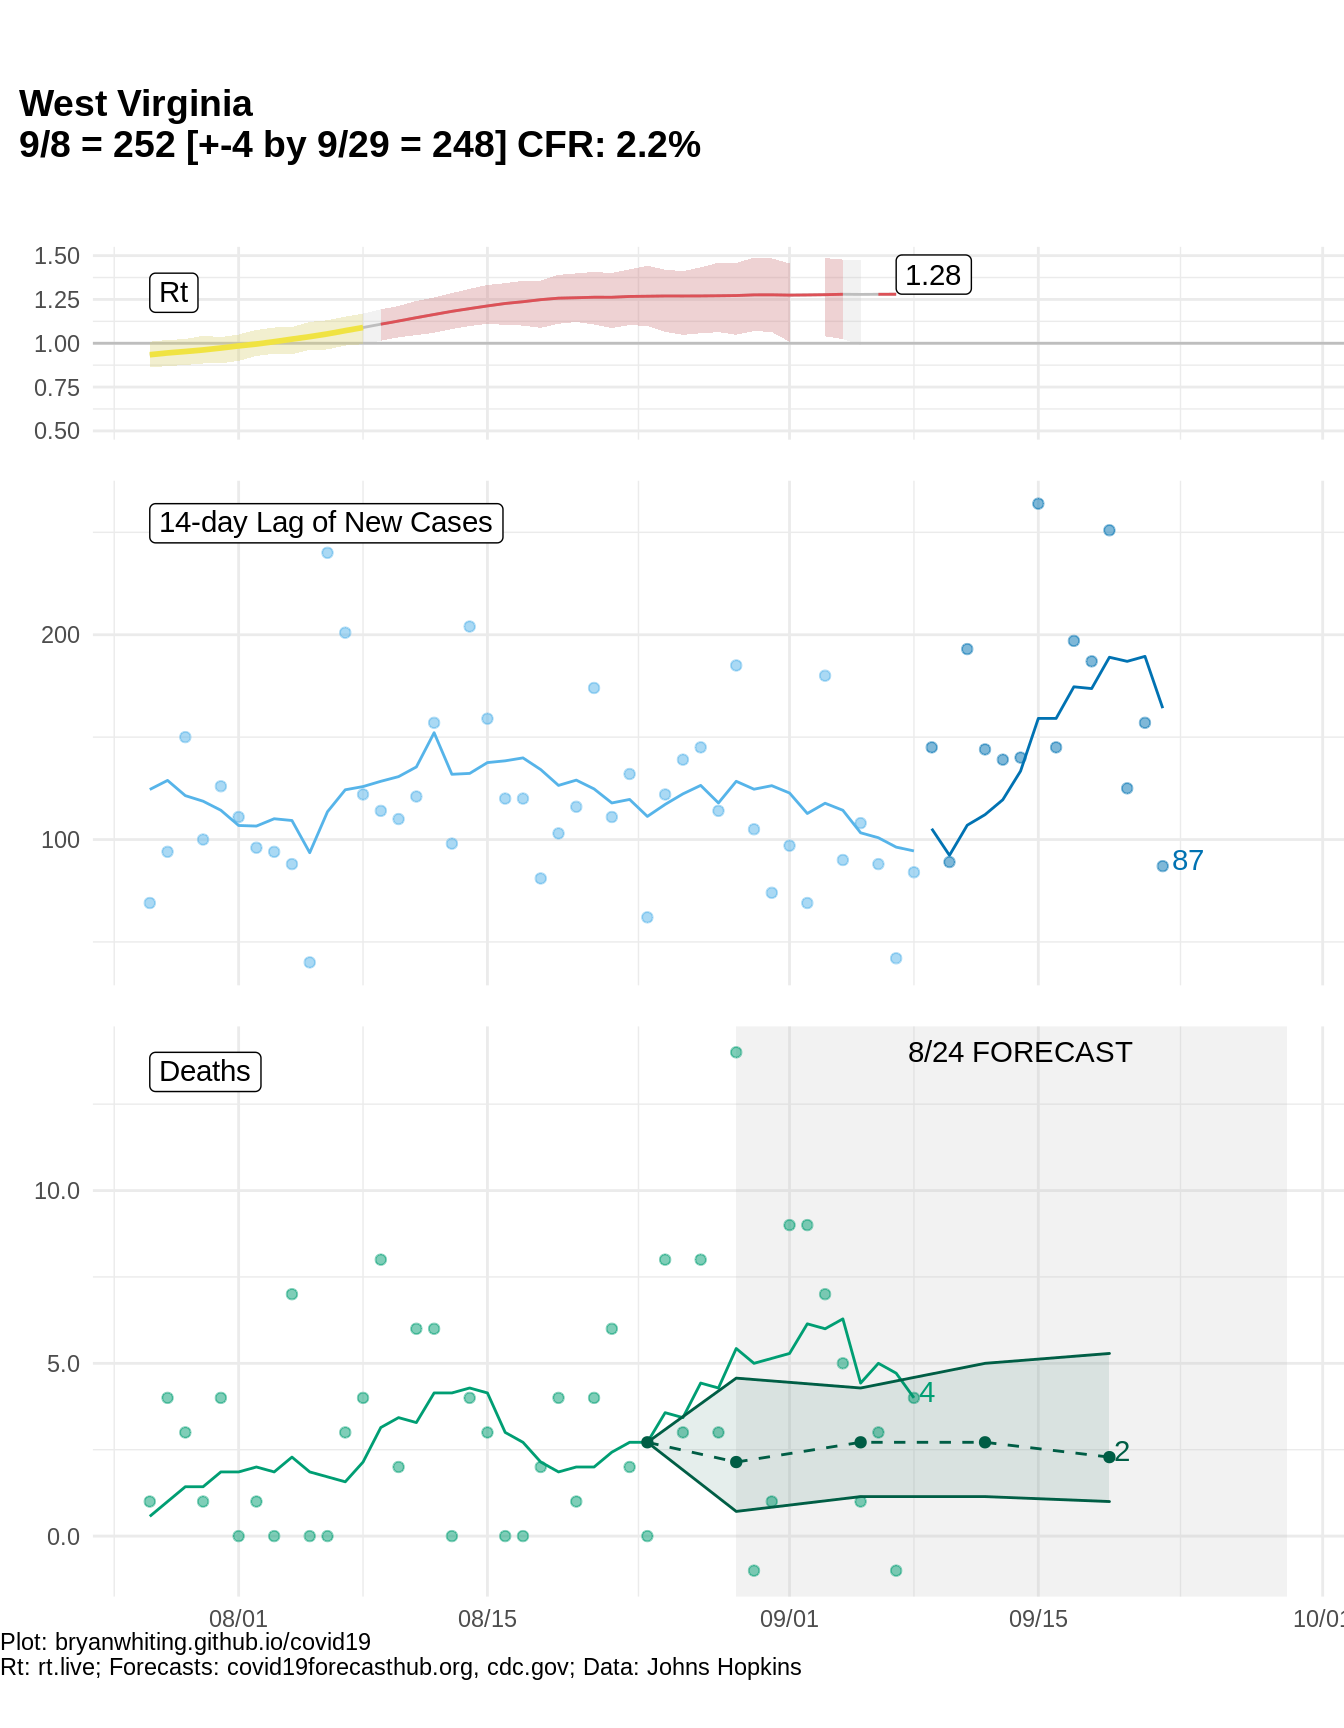 West Virginia
9/8 = 252 [+-4 by 9/29 = 248] CFR: 2.2%
1.50
1.25
1.00
0.75
0.50
Rt
1.28
14-day Lag of New Cases
200
100
87
Deaths
8/24 FORECAST
10.0
5.0
0.0
4
2
08/01
08/15
09/01
09/15
10/01
Plot: bryanwhiting.github.io/covid19
Rt: rt.live; Forecasts: covid19forecasthub.org, cdc.gov; Data: Johns Hopkins